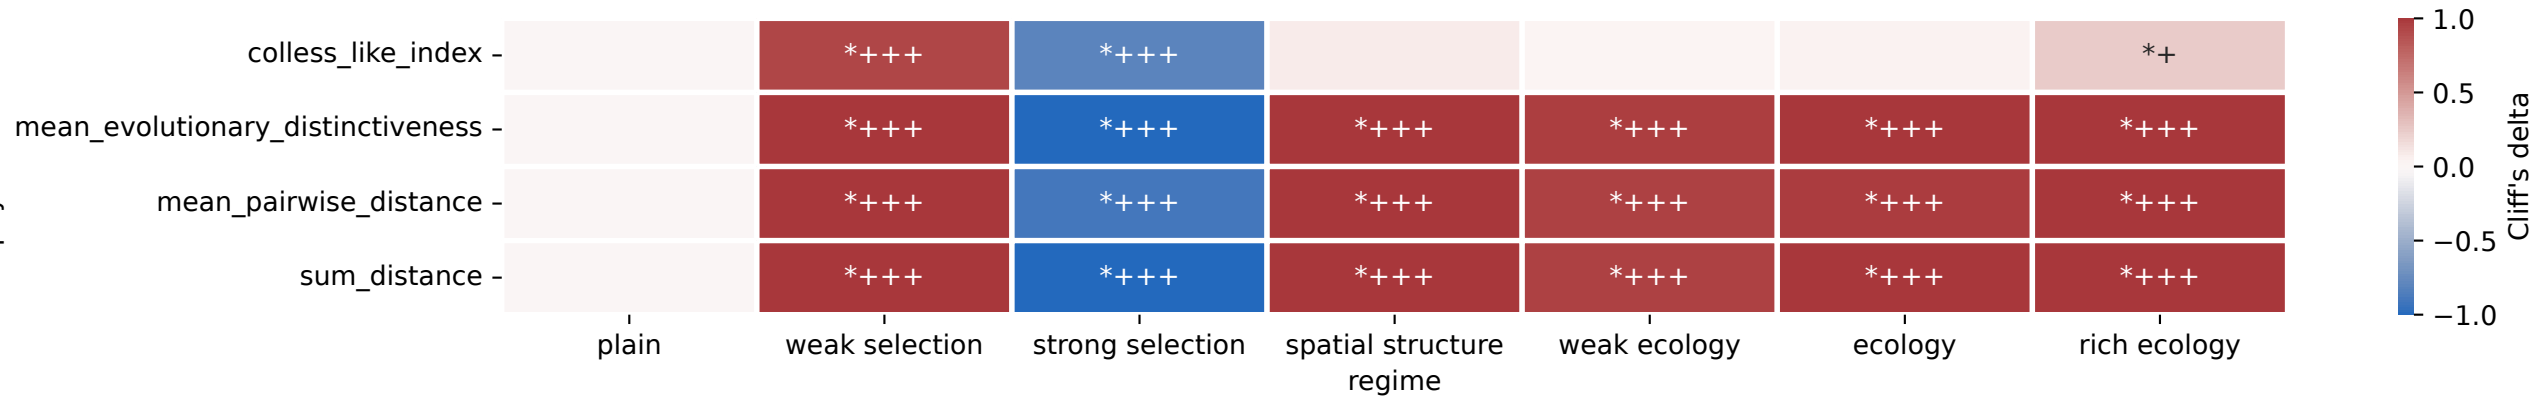 colless_like_index *+++ *+++ *+
mean_evolutionary_distinctiveness *+++ *+++ *+++ *+++ *+++ *+++
mean_pairwise_distance *+++ *+++ *+++ *+++ *+++ *+++
sum_distance *+++ *+++ *+++ *+++ *+++ *+++
plain weak selection strong selection spatial structure weak ecology ecology rich ecology
regime
1.0
0.5
0.0
−0.5
−1.0
Cliff's delta